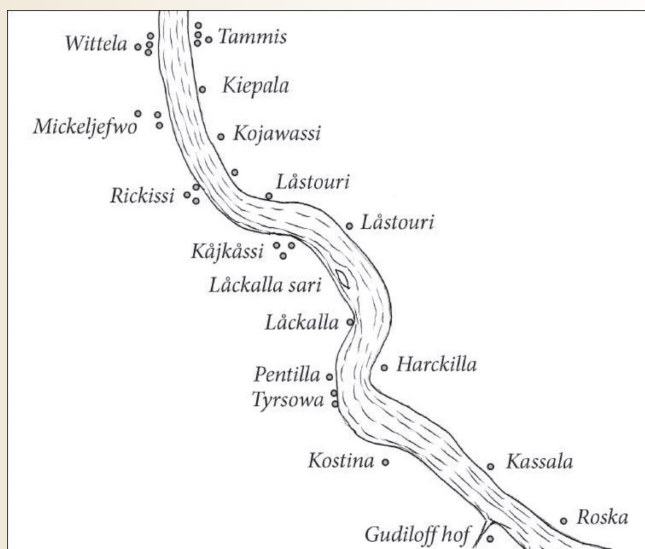 Wittela
Tammis
Kiepala
Mickeljefwo
Kojawassi
Låstouri
Rickissi
Låstouri
Kåjkåssi
Låckalla sari
Låckalla
Harckilla
Pentilla
Tyrsowa
Kostina
Kassala
Roska
Gudiloff hof